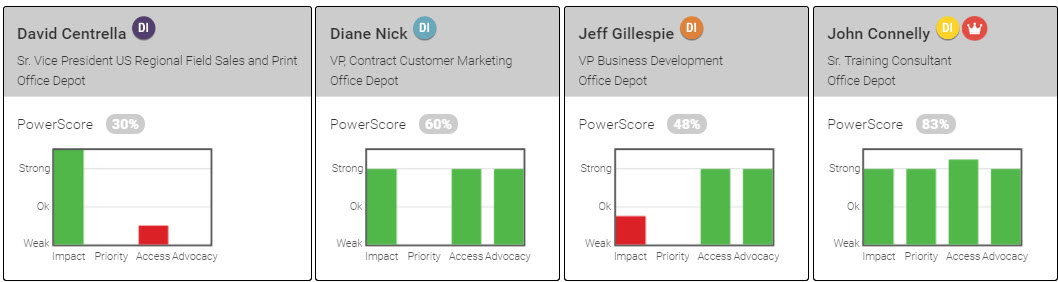 David Centrella DI
Sr. Vice President US Regional Field Sales and Print
Office Depot
PowerScore 30%
Strong
Ok
Weak
Impact Priority Access Advocacy
Diane Nick DI
VP, Contract Customer Marketing
Office Depot
PowerScore 60%
Strong
Ok
Weak
Impact Priority Access Advocacy
Jeff Gillespie DI
VP Business Development
Office Depot
PowerScore 48%
Strong
Ok
Weak
Impact Priority Access Advocacy
John Connelly DI
Sr. Training Consultant
Office Depot
PowerScore 83%
Strong
Ok
Weak
Impact Priority Access Advocacy